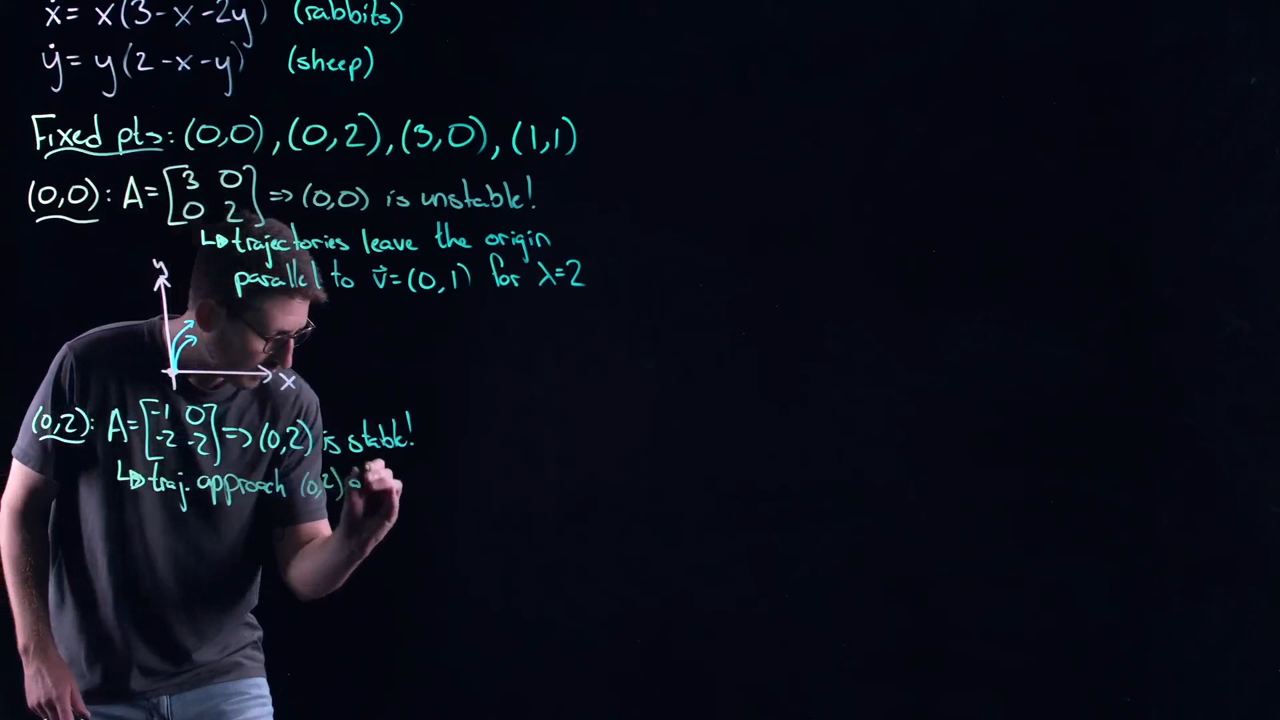 ẋ = x(3-x-2y) (rabbits)
ẏ = y(2-x-y) (sheep)
Fixed pts: (0,0), (0,2), (3,0), (1,1)
(0,0): A = [3 0; 0 2] => (0,0) is unstable!
↳ trajectories leave the origin
parallel to v⃗=(0,1) for λ=2
y
x
(0,2): A = [-1 0; -2 -2] => (0,2) is stable!
↳ traj. approach (0,2)